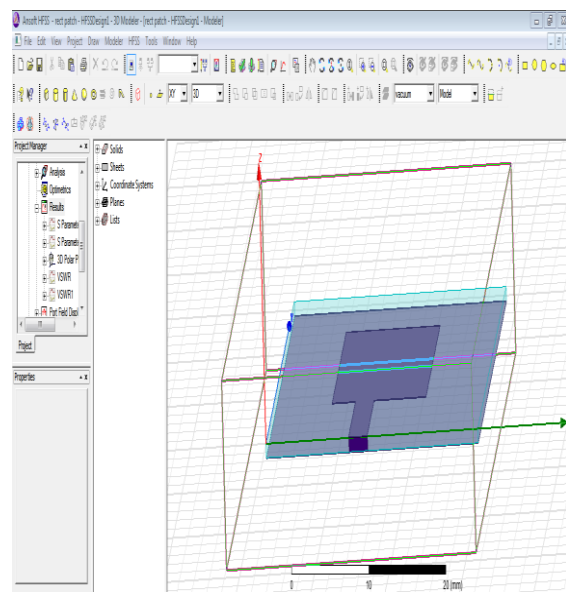 Ansoft HFSS - rect patch - HFSSDesign1 - 3D Modeler - [rect patch - HFSSDesign1 - Modeler]
File Edit View Project Draw Modeler HFSS Tools Window Help
XY 3D vacuum Model
Project Manager
Analysis
Optimetrics
Results
S Paramet
S Paramet
3D Polar P
VSWR
VSWR1
Port Field Displ
Project
Properties
Solids
Sheets
Coordinate Systems
Planes
Lists
Z
0 10 20 (mm)